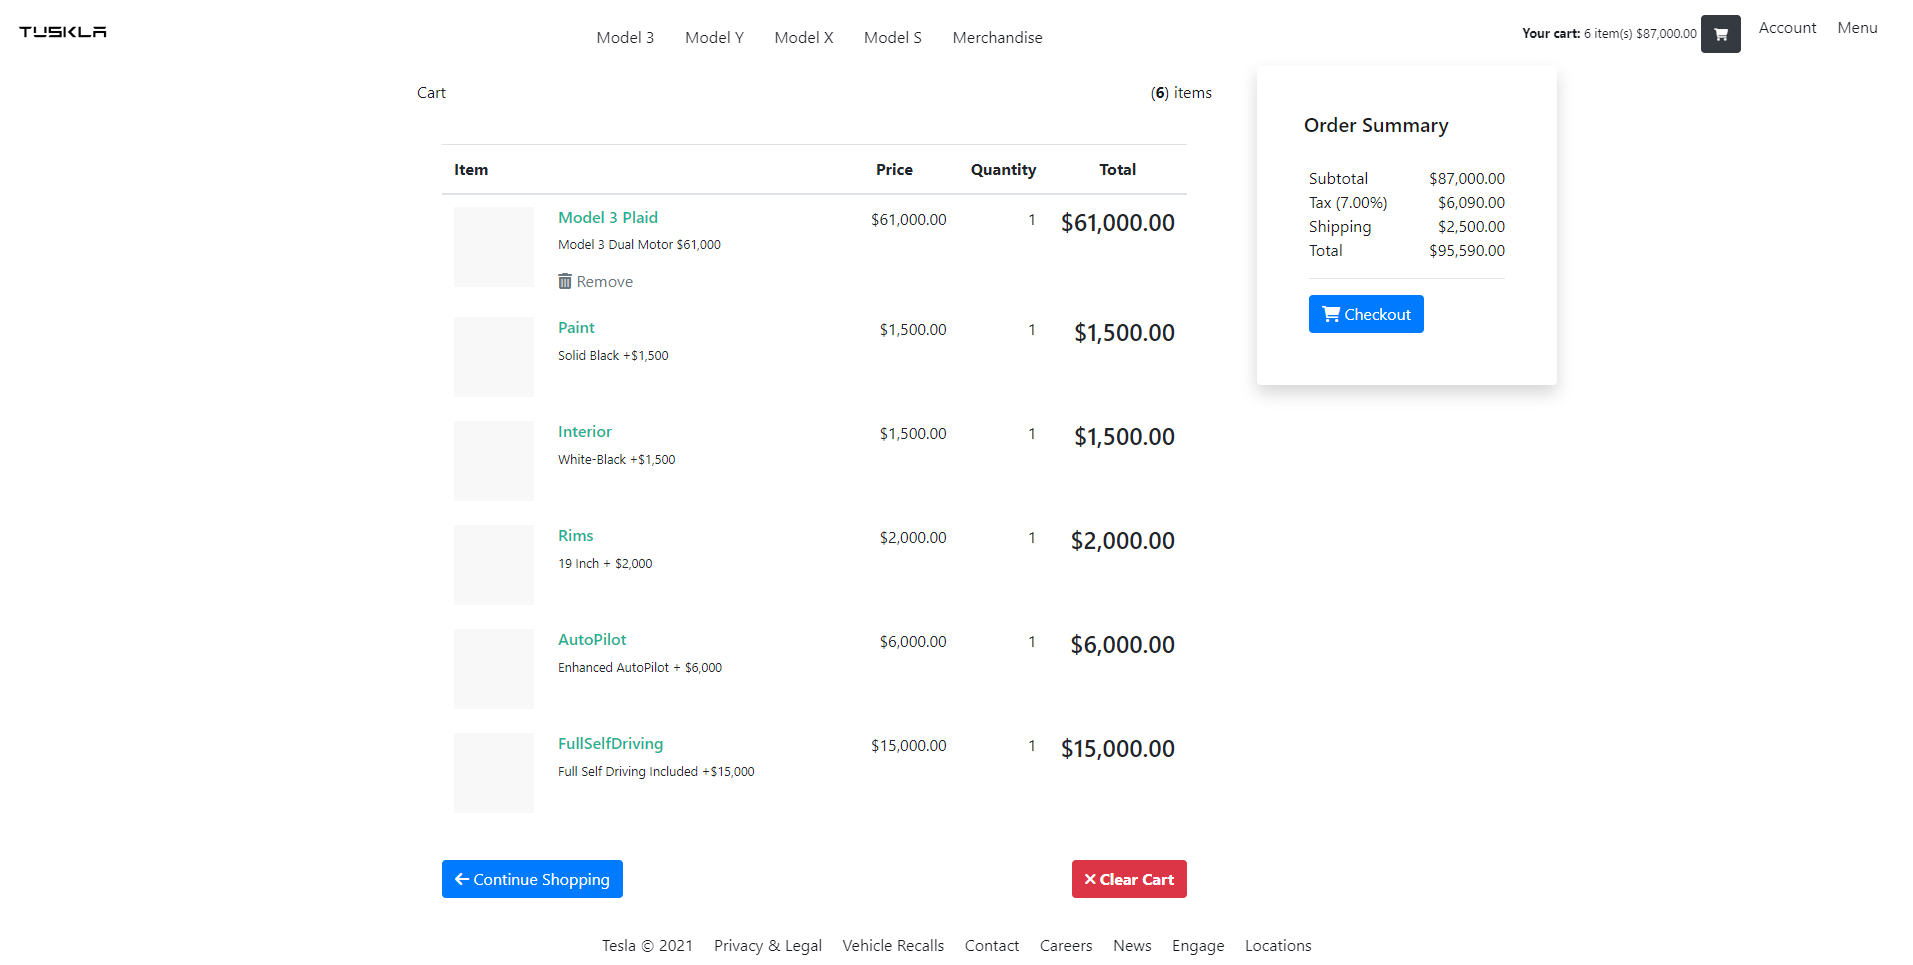 TUSKLA
Model 3 Model Y Model X Model S Merchandise
Your cart: 6 item(s) $87,000.00
Account Menu
Cart (6) items
Item Price Quantity Total
Model 3 Plaid $61,000.00 1 $61,000.00
Model 3 Dual Motor $61,000
Remove
Paint $1,500.00 1 $1,500.00
Solid Black +$1,500
Interior $1,500.00 1 $1,500.00
White-Black +$1,500
Rims $2,000.00 1 $2,000.00
19 Inch + $2,000
AutoPilot $6,000.00 1 $6,000.00
Enhanced AutoPilot + $6,000
FullSelfDriving $15,000.00 1 $15,000.00
Full Self Driving Included +$15,000
Continue Shopping Clear Cart
Order Summary
Subtotal $87,000.00
Tax (7.00%) $6,090.00
Shipping $2,500.00
Total $95,590.00
Checkout
Tesla © 2021 Privacy & Legal Vehicle Recalls Contact Careers News Engage Locations